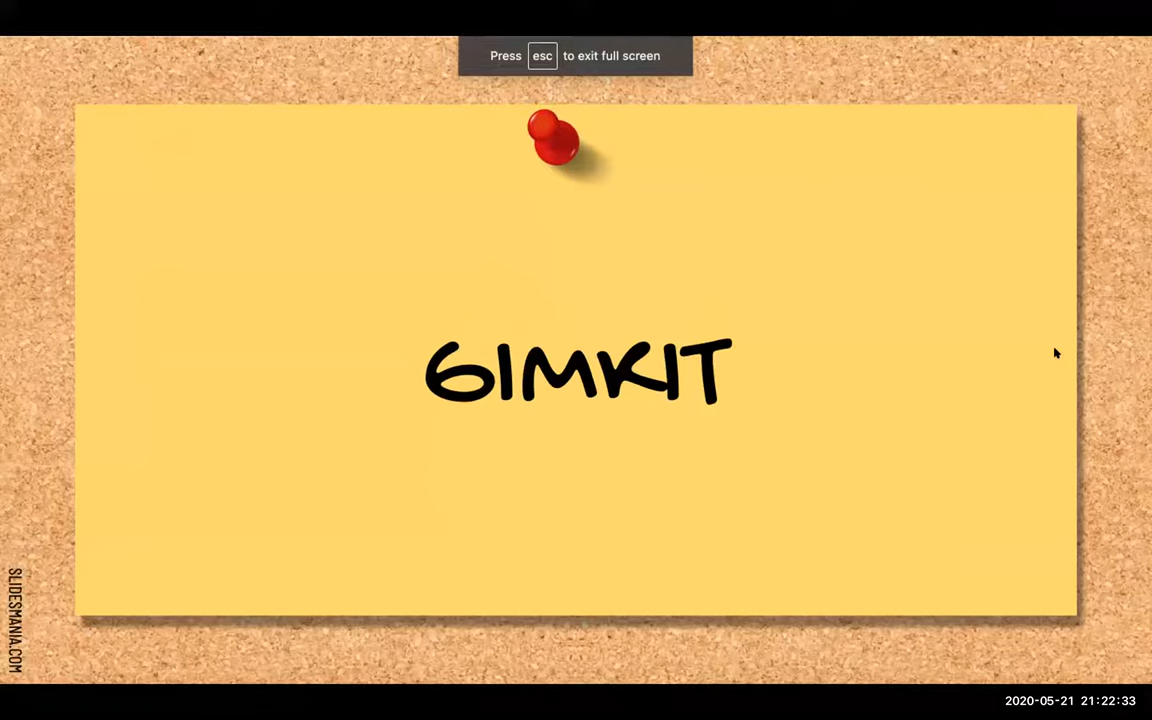 Press esc to exit full screen
GIMKIT
SLIDESMANIA.COM
2020-05-21 21:22:33